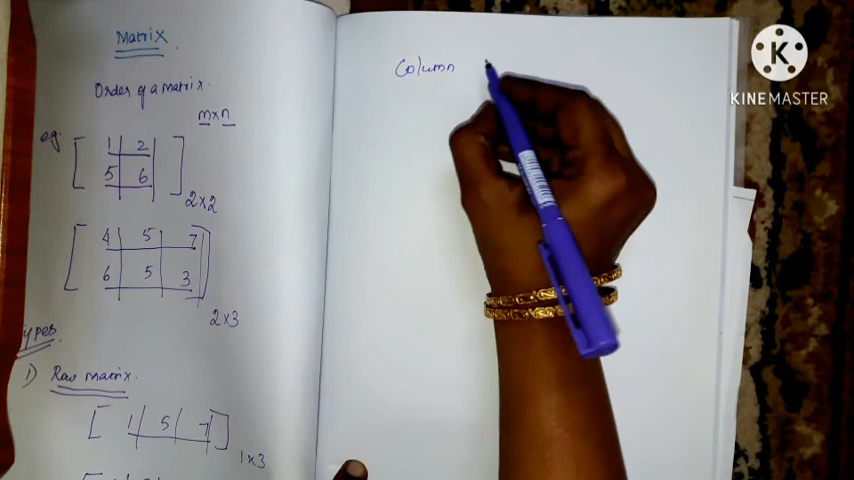 Matrix
Order of a matrix.
m×n
eg:
1 2
5 6
2×2
4 5 7
6 5 3
2×3
ypes
1) Row matrix.
1 5 7
1×3
Column
K
KINEMASTER